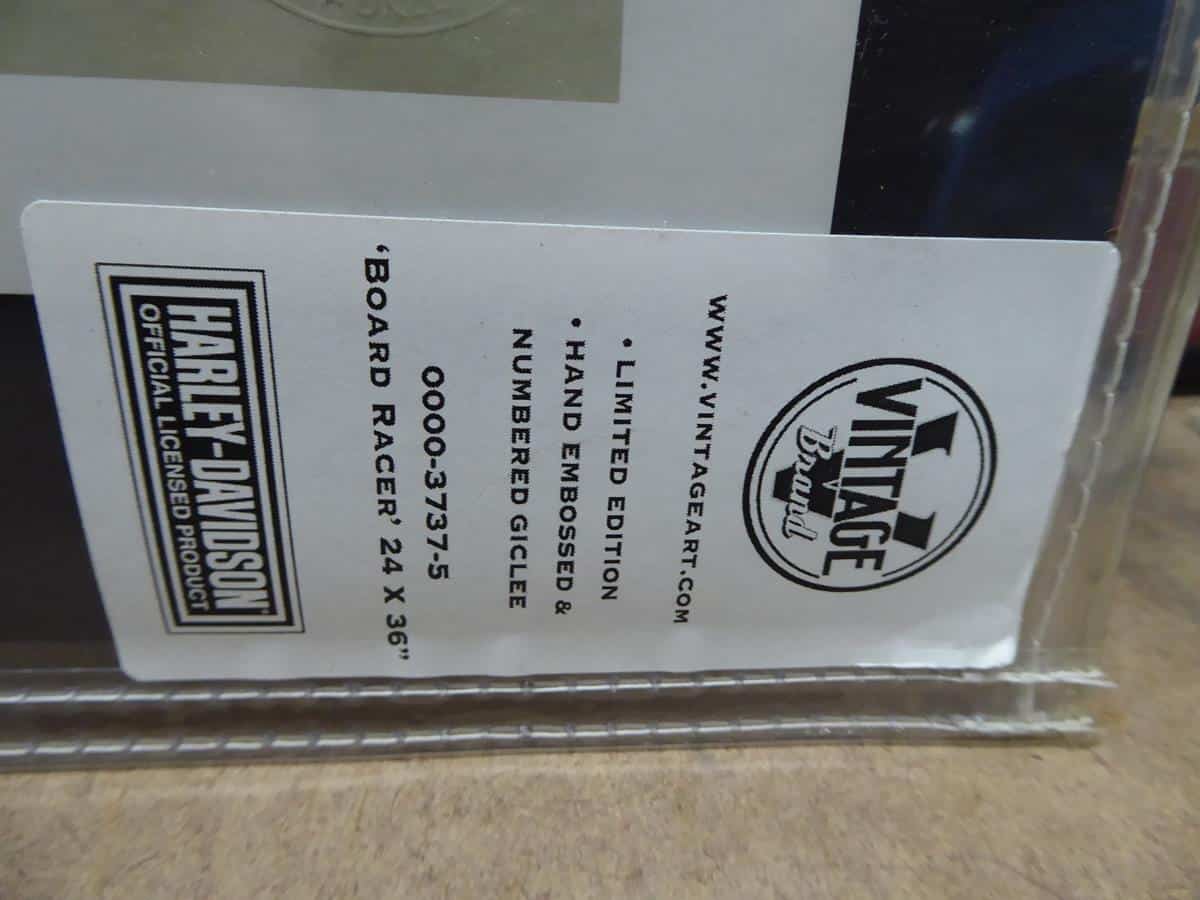 VINTAGE
V
Brand
WWW.VINTAGEART.COM
• LIMITED EDITION
• HAND EMBOSSED &
NUMBERED GICLEE
0000-3737-5
‘BOARD RACER’ 24 X 36”
HARLEY-DAVIDSON®
OFFICIAL LICENSED PRODUCT